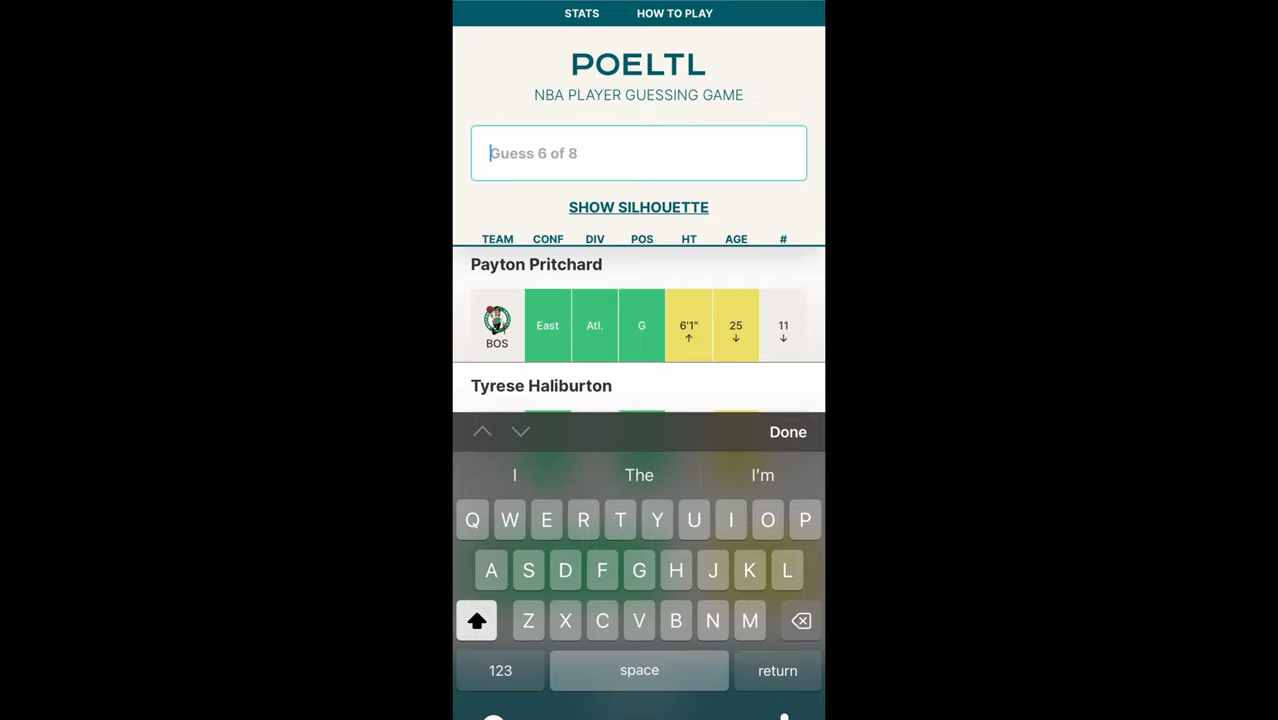 STATS HOW TO PLAY
POELTL
NBA PLAYER GUESSING GAME
Guess 6 of 8
SHOW SILHOUETTE
TEAM CONF DIV POS HT AGE #
Payton Pritchard
BOS East Atl. G 6'1" ↑ 25 ↓ 11 ↓
Tyrese Haliburton
Done
I The I'm
Q W E R T Y U I O P
A S D F G H J K L
Z X C V B N M
123 space return